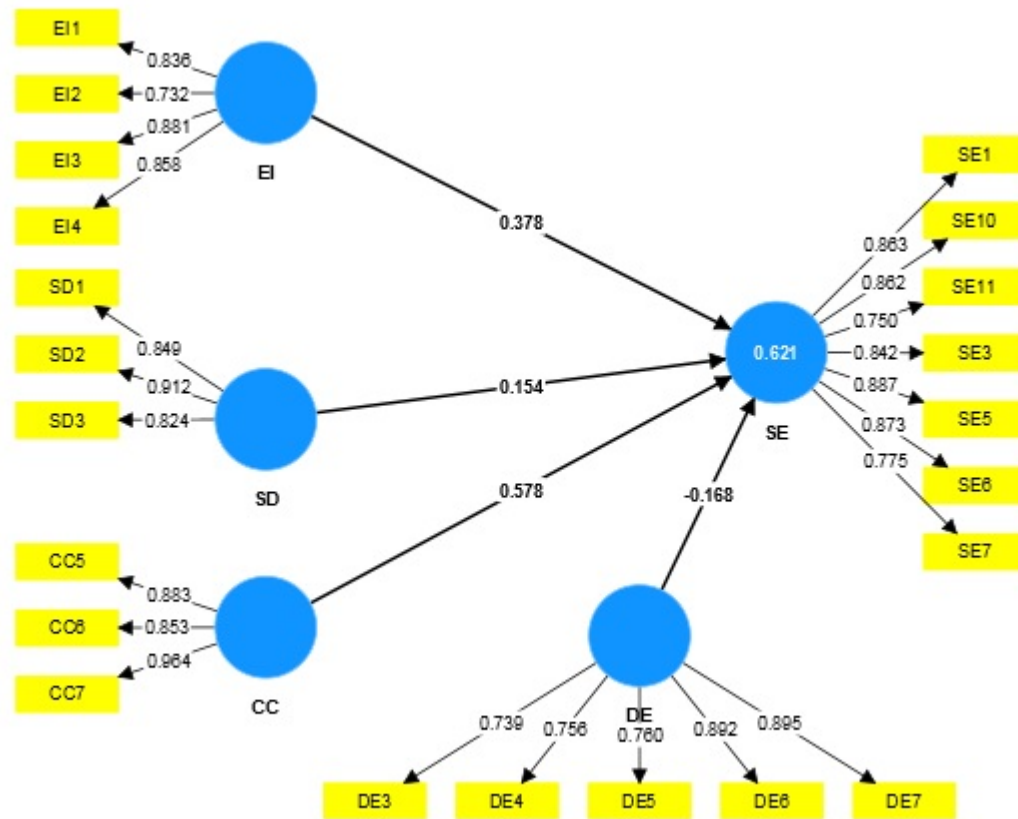 EI1
0.836
EI2
0.732
EI3
0.881
0.858
EI4
EI
SD1
0.849
SD2
0.912
SD3
0.824
SD
CC5
0.883
CC6
0.853
CC7
0.964
CC
0.378
0.154
0.578
-0.168
0.621
SE
SE1
0.863
SE10
0.862
SE11
0.750
SE3
0.842
SE5
0.887
SE6
0.873
SE7
0.775
DE
0.739
0.756
0.760
0.892
0.895
DE3
DE4
DE5
DE6
DE7